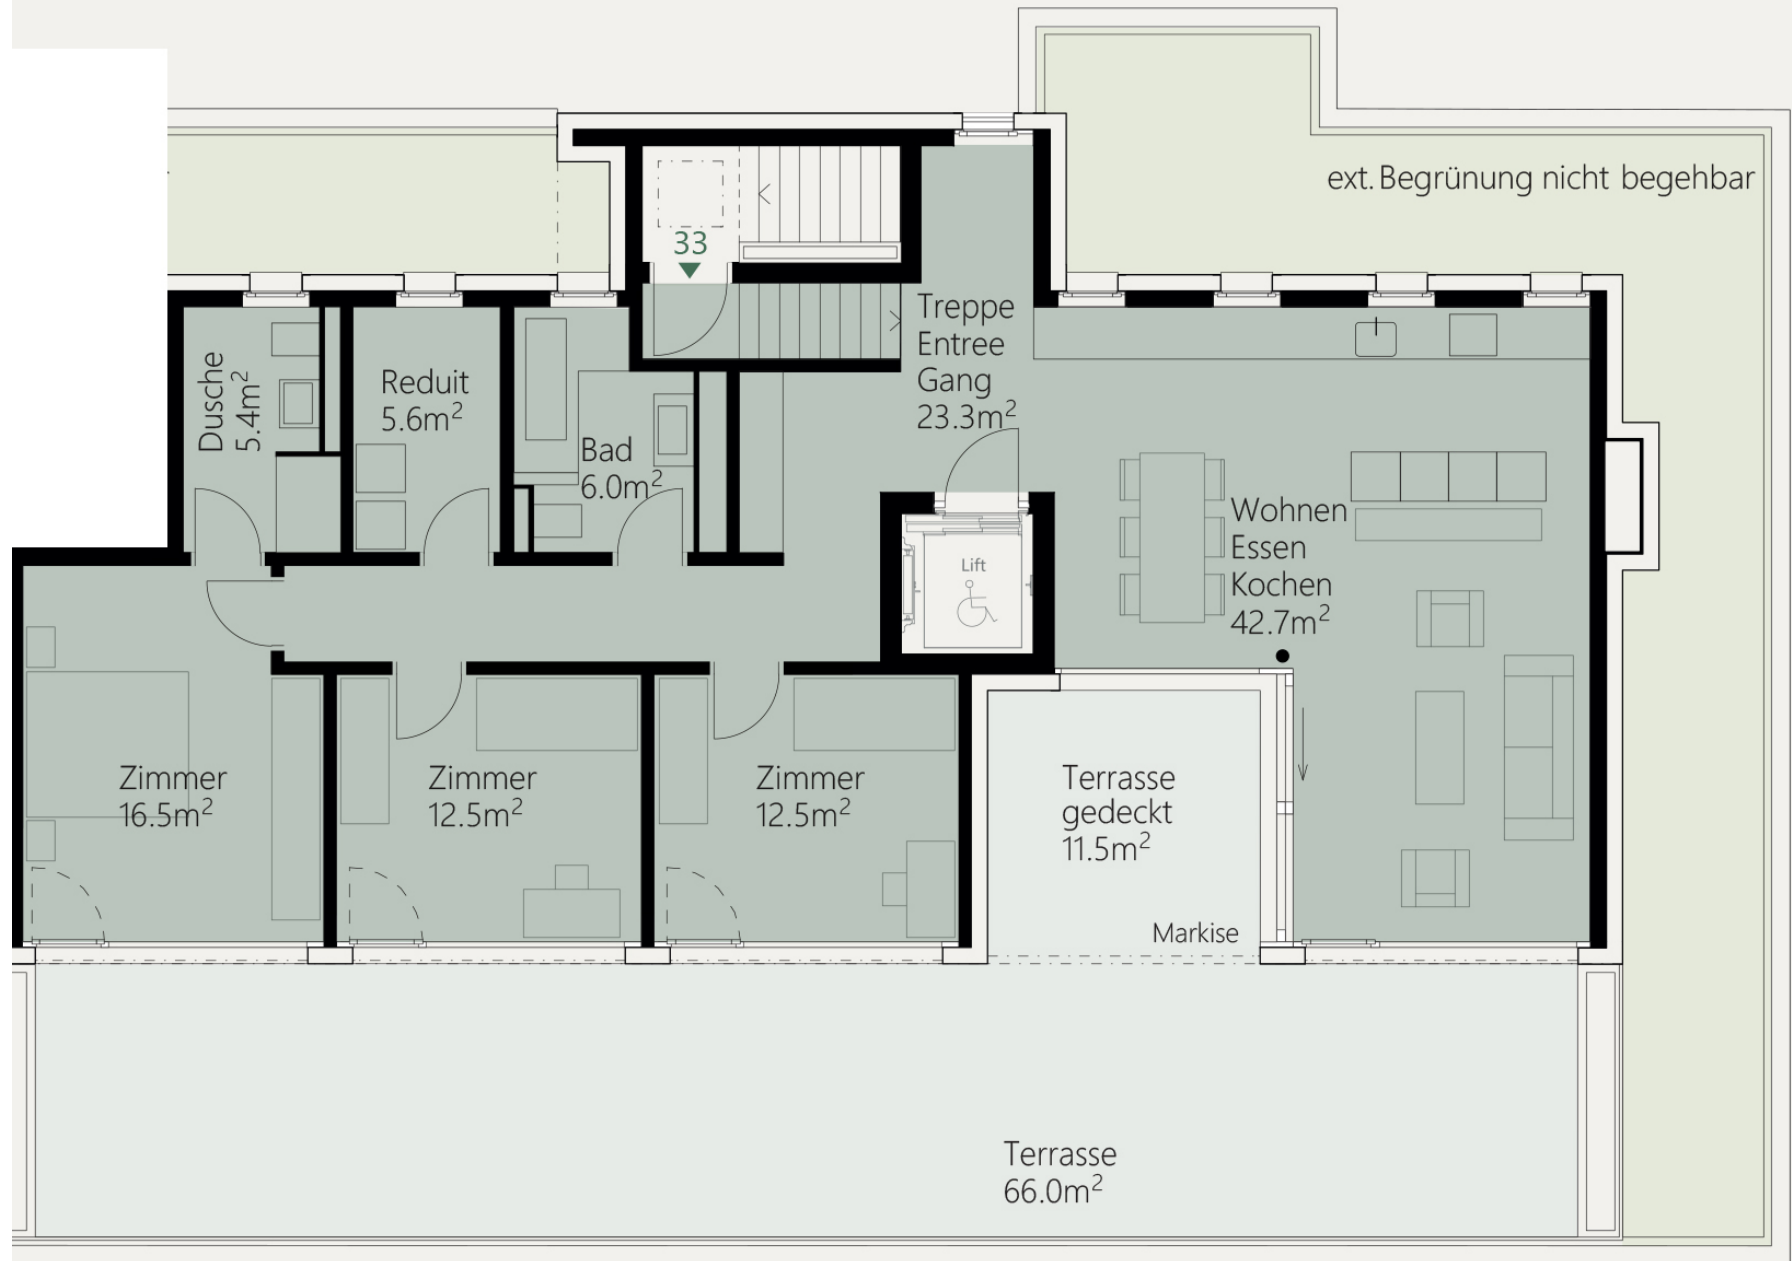 ext. Begrünung nicht begehbar
33
Treppe
Entree
Gang
23.3m²
Dusche
5.4m²
Reduit
5.6m²
Bad
6.0m²
Wohnen
Essen
Kochen
42.7m²
Lift
Zimmer
16.5m²
Zimmer
12.5m²
Zimmer
12.5m²
Terrasse
gedeckt
11.5m²
Markise
Terrasse
66.0m²